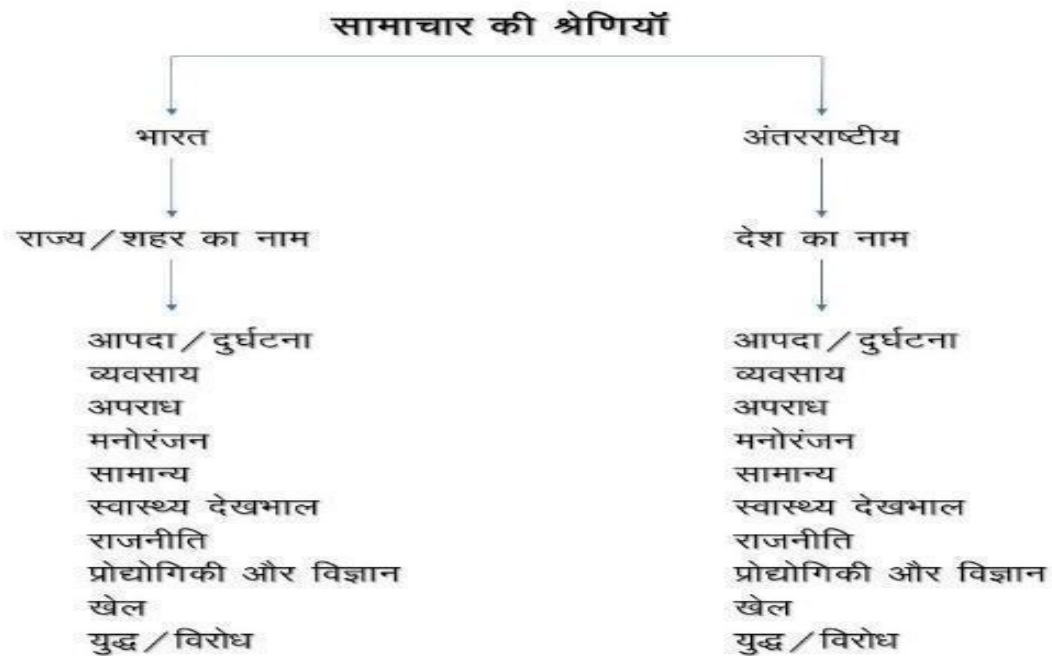 सामाचार की श्रेणियॉ
भारत
अंतरराष्टीय
राज्य/शहर का नाम
देश का नाम
आपदा/दुर्घटना
व्यवसाय
अपराध
मनोरंजन
सामान्य
स्वास्थ्य देखभाल
राजनीति
प्रोद्योगिकी और विज्ञान
खेल
युद्ध/विरोध
आपदा/दुर्घटना
व्यवसाय
अपराध
मनोरंजन
सामान्य
स्वास्थ्य देखभाल
राजनीति
प्रोद्योगिकी और विज्ञान
खेल
युद्ध/विरोध